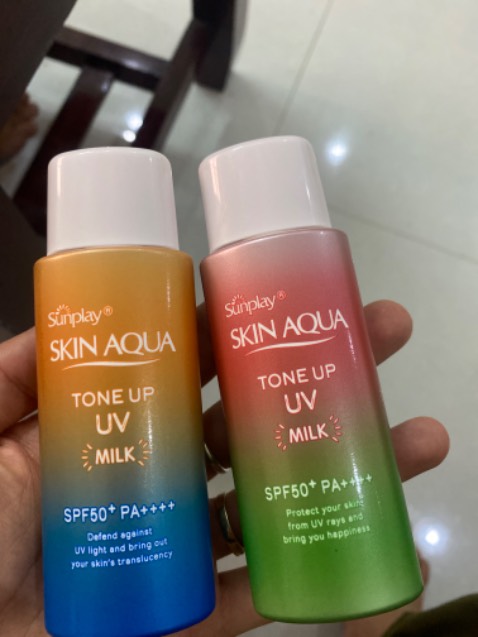 Sunplay®
SKIN AQUA
TONE UP
UV
MILK
SPF50+ PA++++
Defend against
UV light and bring out
your skin's translucency
Sunplay®
SKIN AQUA
TONE UP
UV
MILK
SPF50+ PA++++
Protect your skin
from UV rays and
bring you happiness